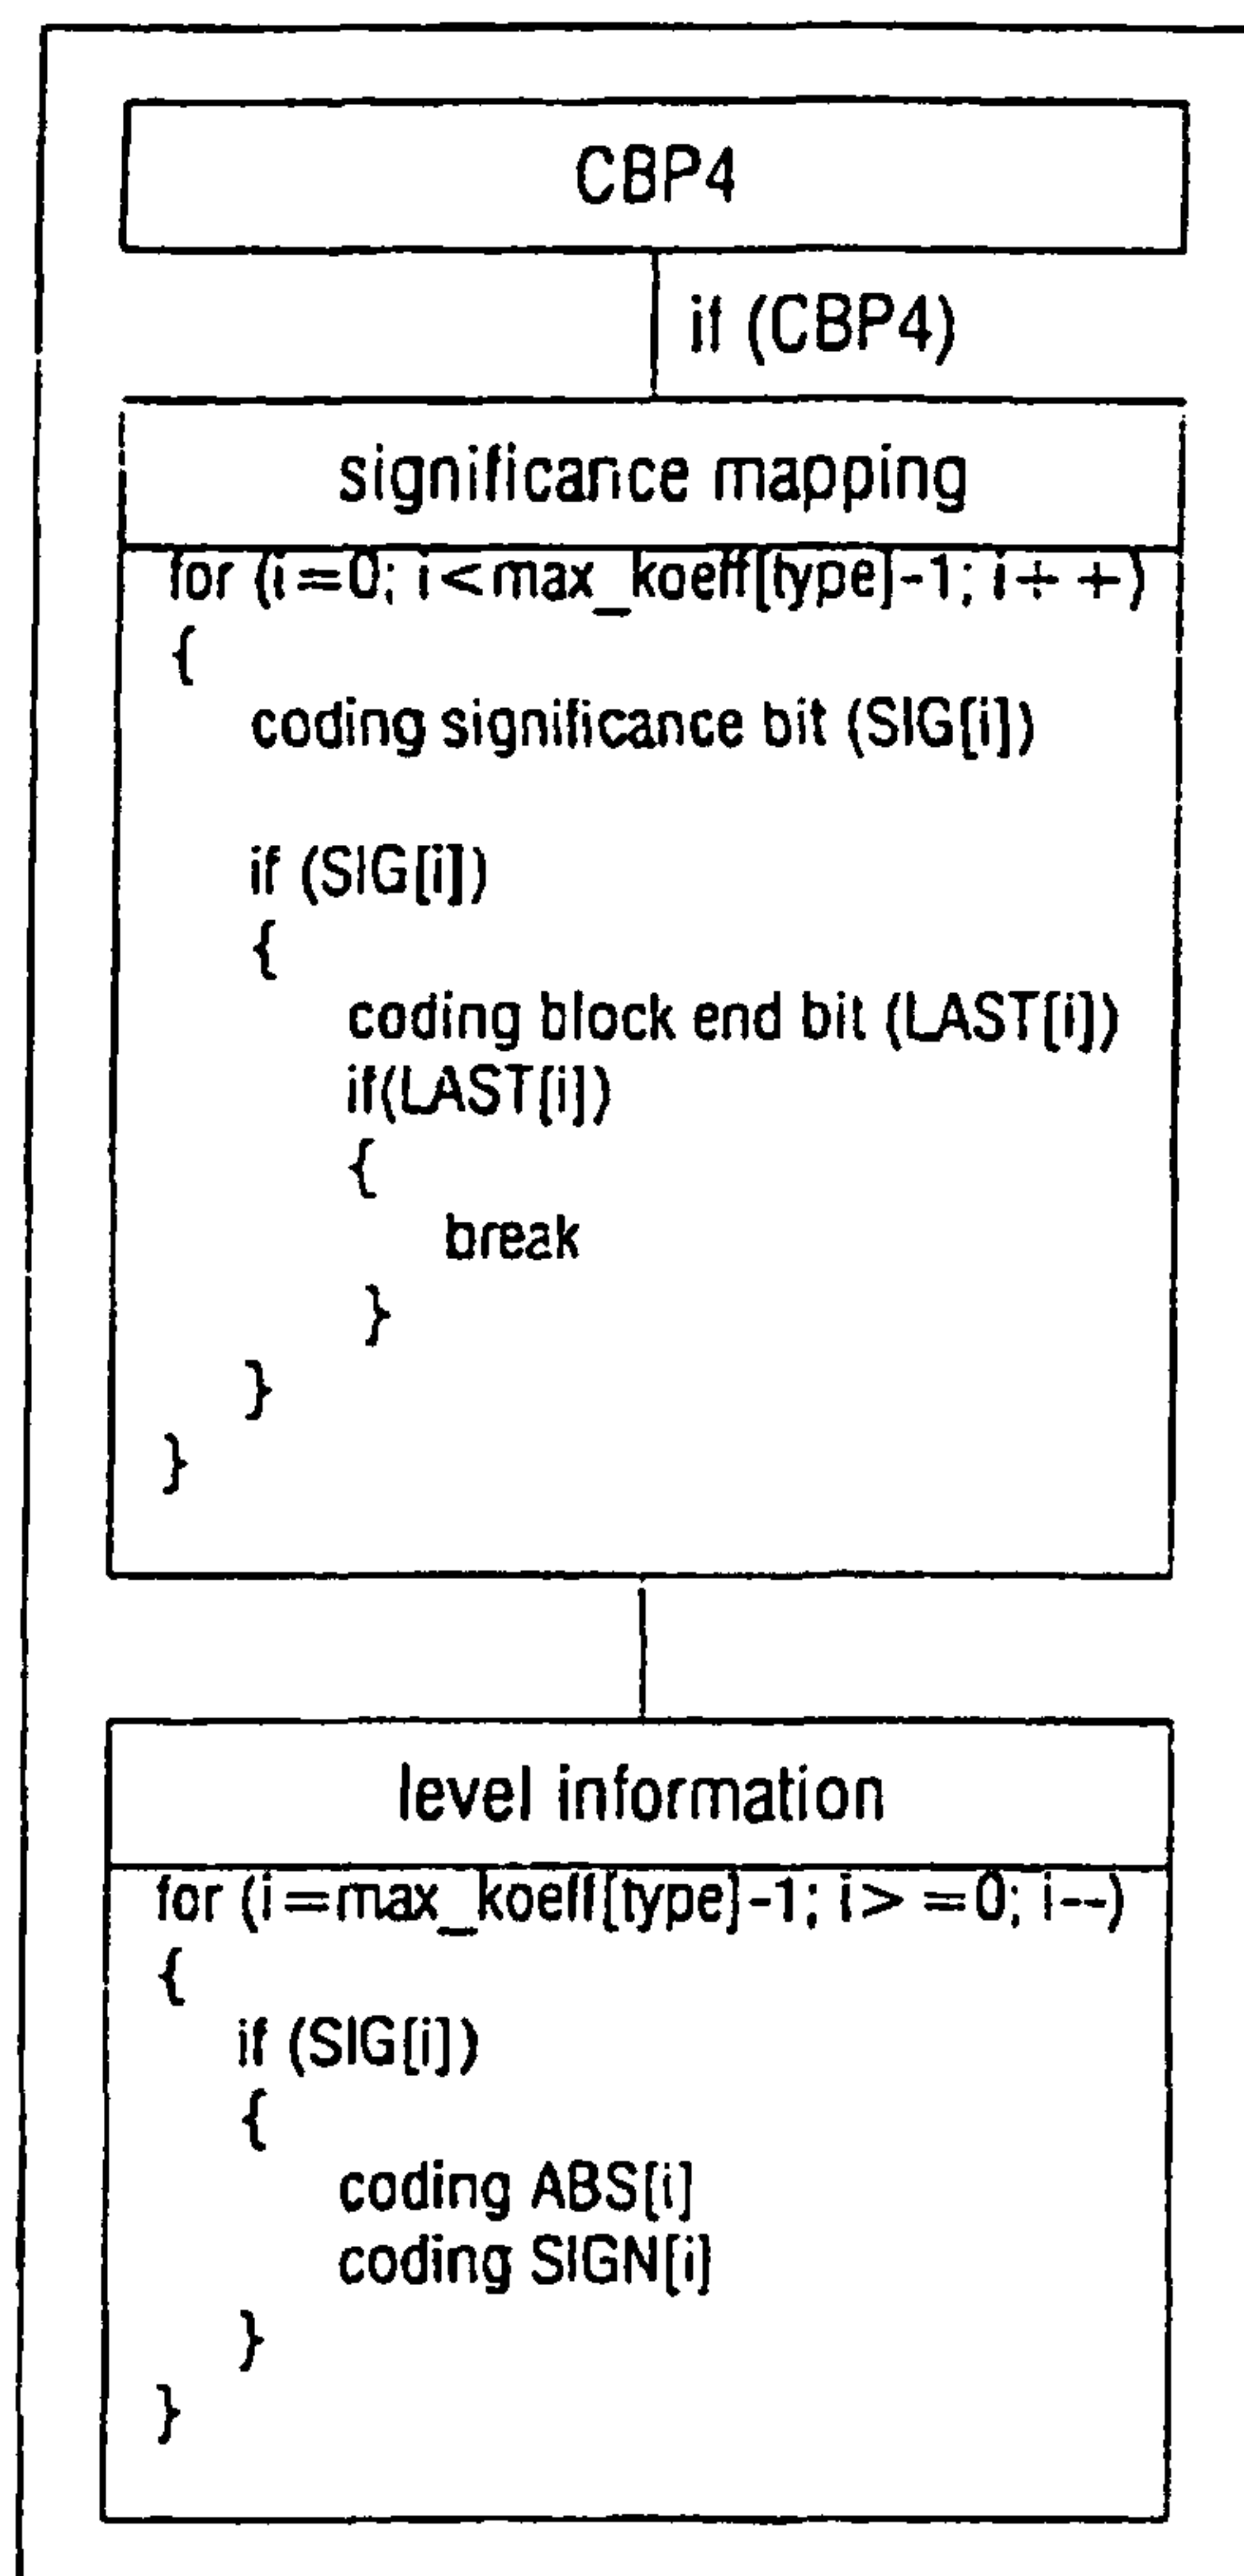 CBP4
if (CBP4)
significance mapping
for (i=0; i<max_koeff[type]-1; i++)
{
coding significance bit (SIG[i])
if (SIG[i])
{
coding block end bit (LAST[i])
if(LAST[i])
{
break
}
}
}
level information
for (i=max_koeff[type]-1; i> =0; i--)
{
if (SIG[i])
{
coding ABS[i]
coding SIGN[i]
}
}